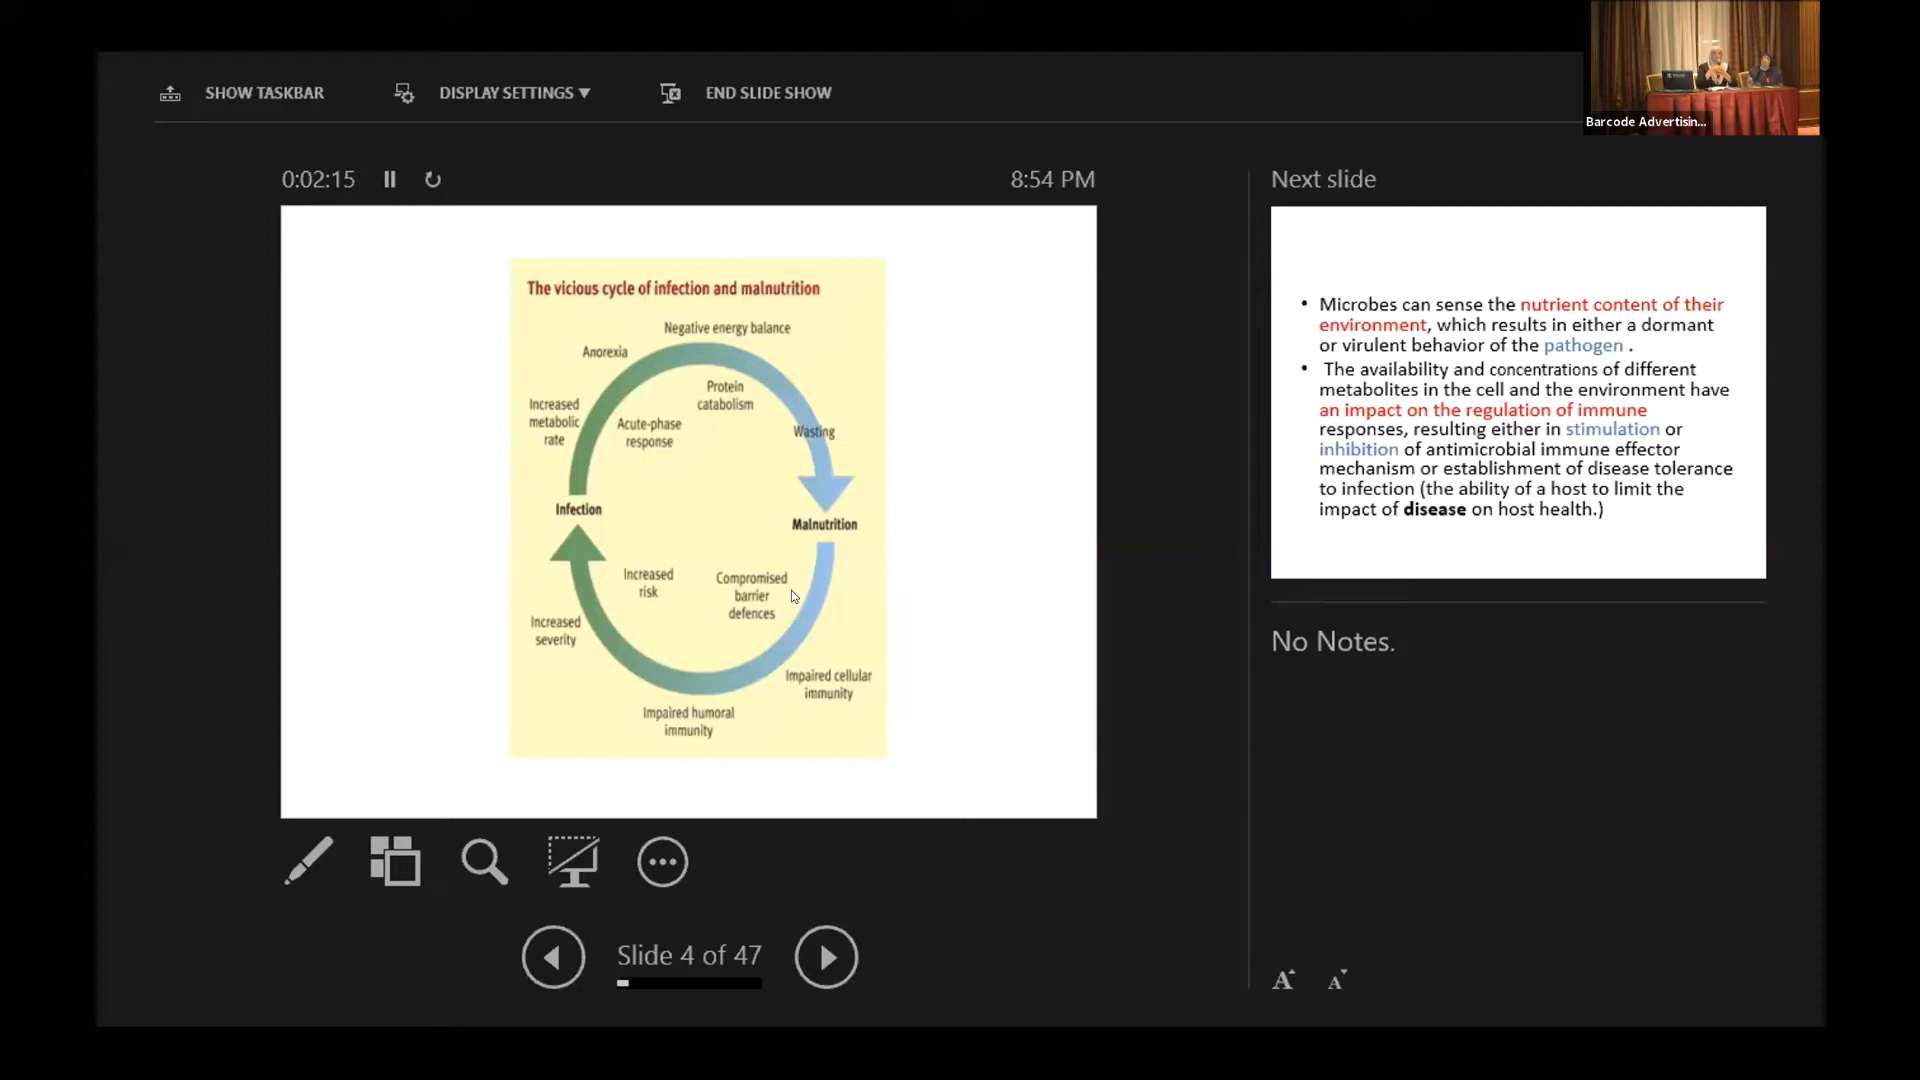 SHOW TASKBAR
DISPLAY SETTINGS ▼
END SLIDE SHOW
Barcode Advertisin...
0:02:15
8:54 PM
The vicious cycle of infection and malnutrition
Negative energy balance
Anorexia
Protein
catabolism
Increased
metabolic
rate
Acute-phase
response
Wasting
Infection
Malnutrition
Increased
risk
Compromised
barrier
defences
Increased
severity
Impaired cellular
immunity
Impaired humoral
immunity
Slide 4 of 47
Next slide
• Microbes can sense the nutrient content of their
environment, which results in either a dormant
or virulent behavior of the pathogen .
• The availability and concentrations of different
metabolites in the cell and the environment have
an impact on the regulation of immune
responses, resulting either in stimulation or
inhibition of antimicrobial immune effector
mechanism or establishment of disease tolerance
to infection (the ability of a host to limit the
impact of disease on host health.)
No Notes.
A A